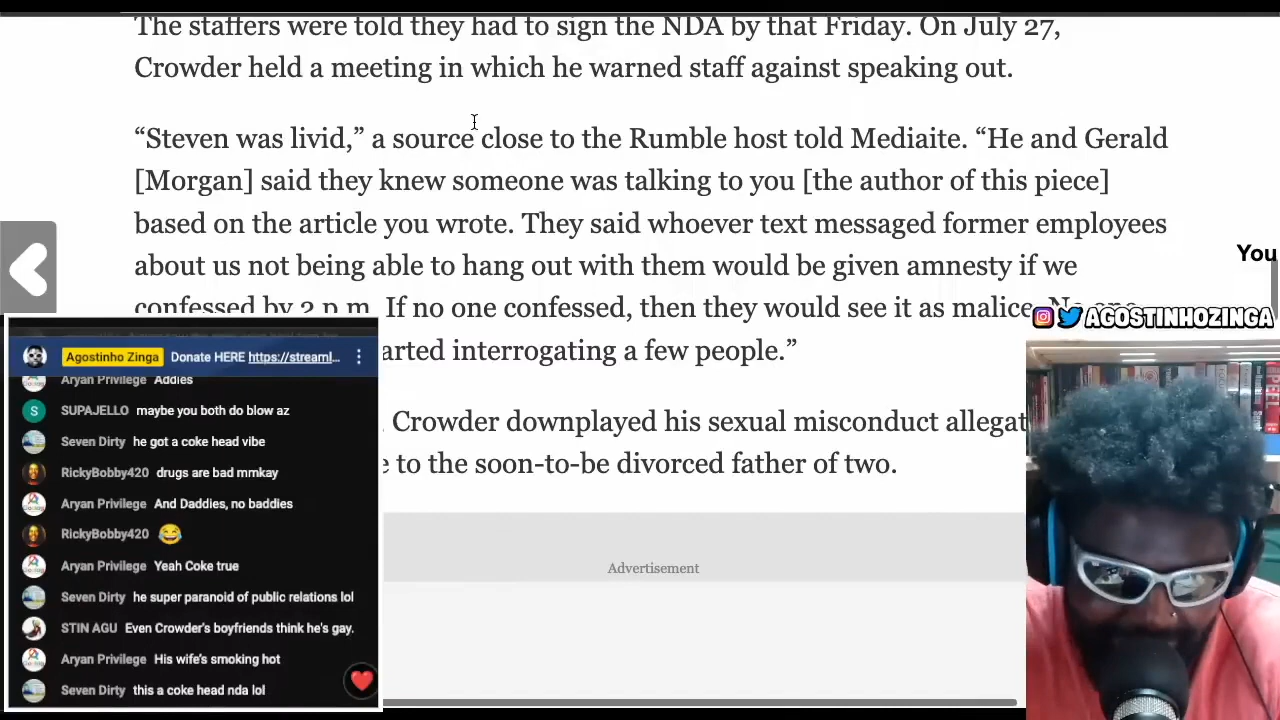 The staffers were told they had to sign the NDA by that Friday. On July 27,
Crowder held a meeting in which he warned staff against speaking out.
“Steven was livid,” a source close to the Rumble host told Mediaite. “He and Gerald
[Morgan] said they knew someone was talking to you [the author of this piece]
based on the article you wrote. They said whoever text messaged former employees
about us not being able to hang out with them would be given amnesty if we
confessed by 2 p.m. If no one confessed, then they would see it as malice. No one
arted interrogating a few people.”
. Crowder downplayed his sexual misconduct allegat
e to the soon-to-be divorced father of two.
Advertisement
You
AGOSTINHOZINGA
Agostinho Zinga Donate HERE https://streaml...
Aryan Privilege Addies
SUPAJELLO maybe you both do blow az
Seven Dirty he got a coke head vibe
RickyBobby420 drugs are bad mmkay
Aryan Privilege And Daddies, no baddies
RickyBobby420 😂
Aryan Privilege Yeah Coke true
Seven Dirty he super paranoid of public relations lol
STIN AGU Even Crowder's boyfriends think he's gay.
Aryan Privilege His wife's smoking hot
Seven Dirty this a coke head nda lol